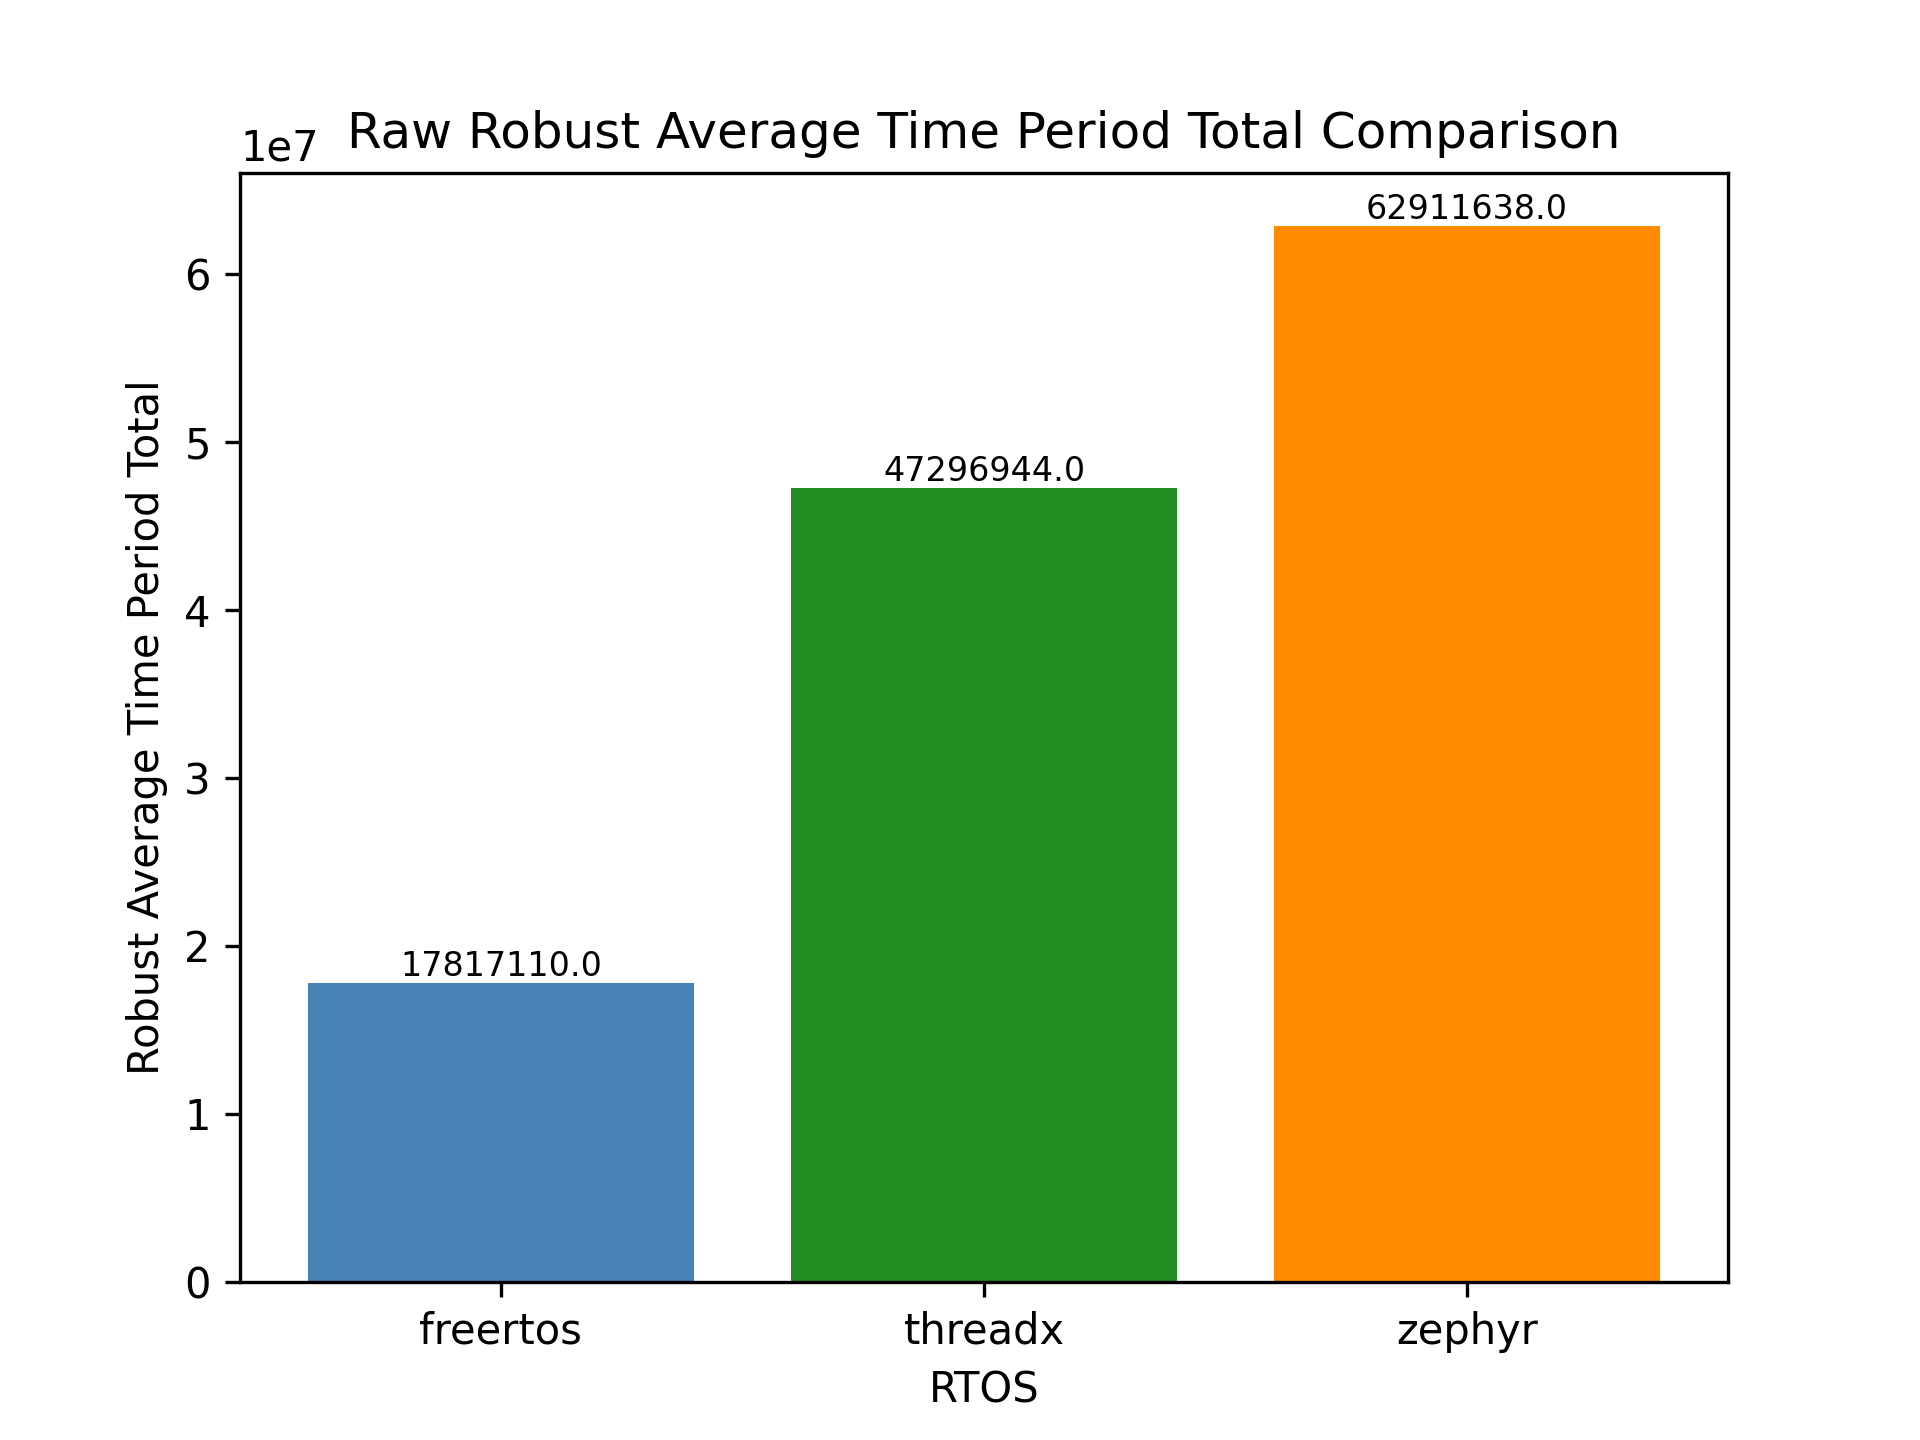 Raw Robust Average Time Period Total Comparison
1e7
62911638.0
47296944.0
17817110.0
6
5
4
3
2
1
0
Robust Average Time Period Total
freertos
threadx
zephyr
RTOS